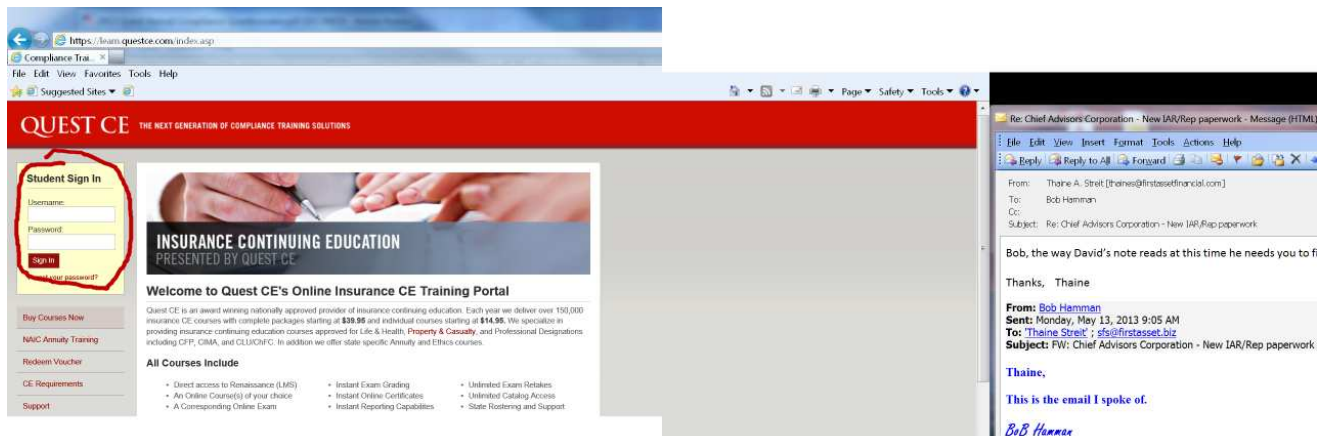 https://learn.questce.com/index.asp
Compliance Trai...
File Edit View Favorites Tools Help
Suggested Sites
Page Safety Tools
QUEST CE THE NEXT GENERATION OF COMPLIANCE TRAINING SOLUTIONS
Student Sign In
Username:
Password:
Sign In
your password?
Buy Courses Now
NAIC Annuity Training
Redeem Voucher
CE Requirements
Support
INSURANCE CONTINUING EDUCATION
PRESENTED BY QUEST CE
Welcome to Quest CE's Online Insurance CE Training Portal
Quest CE is an award winning nationally approved provider of insurance continuing education. Each year we deliver over 150,000
insurance CE courses with complete packages starting at $39.95 and individual courses starting at $14.95. We specialize in
providing insurance continuing education courses approved for Life & Health, Property & Casualty, and Professional Designations
including CFP, CIMA, and CLU/ChFC. In addition we offer state specific Annuity and Ethics courses.
All Courses Include
• Direct access to Renaissance (LMS)
• An Online Course(s) of your choice
• A Corresponding Online Exam
• Instant Exam Grading
• Instant Online Certificates
• Instant Reporting Capabilities
• Unlimited Exam Retakes
• Unlimited Catalog Access
• State Rostering and Support
Re: Chief Advisors Corporation - New IAR/Rep paperwork - Message (HTML)
File Edit View Insert Format Tools Actions Help
Reply Reply to All Forward
From: Thaine A. Streit [thaines@firstassetfinancial.com]
To: Bob Hamman
Cc:
Subject: Re: Chief Advisors Corporation - New IAR/Rep paperwork
Bob, the way David's note reads at this time he needs you to
Thanks, Thaine
From: Bob Hamman
Sent: Monday, May 13, 2013 9:05 AM
To: 'Thaine Streit' ; sfs@firstasset.biz
Subject: FW: Chief Advisors Corporation - New IAR/Rep paperwork
Thaine,
This is the email I spoke of.
BoB Hamman